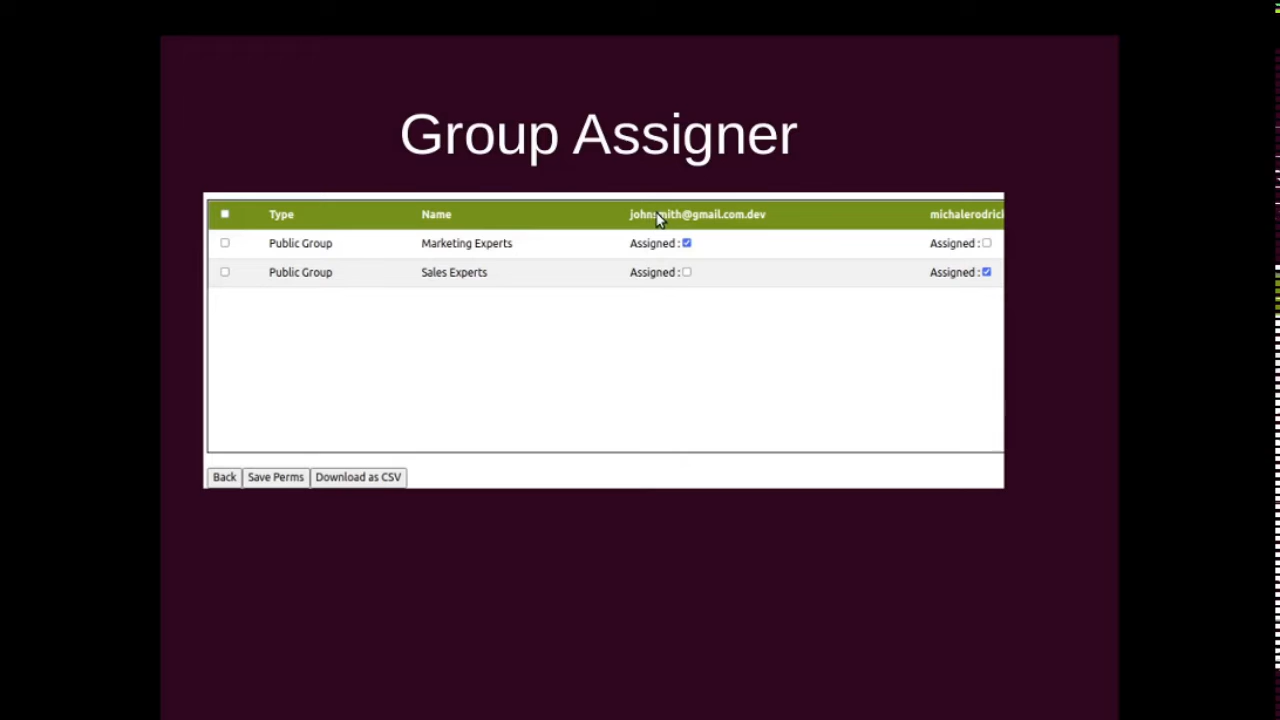 Group Assigner
Type Name johnsmith@gmail.com.dev michalerodrick
Public Group Marketing Experts Assigned : Assigned :
Public Group Sales Experts Assigned : Assigned :
Back Save Perms Download as CSV